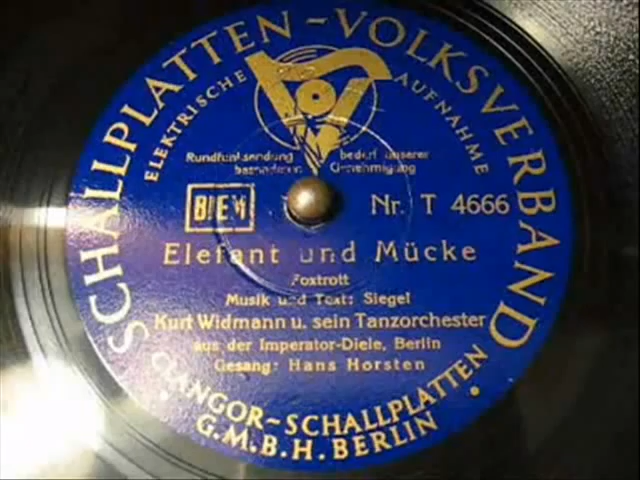 SCHALLPLATTEN-VOLKSVERBAND
ELEKTRISCHE AUFNAHME
Rundfunksendung bedarf unserer
besonderen Genehmigung
BIEM Nr. T 4666
Elefant und Mücke
Foxtrott
Musik und Text: Siegel
Kurt Widmann u. sein Tanzorchester
aus der Imperator-Diele, Berlin
Gesang: Hans Horsten
CLANGOR-SCHALLPLATTEN
G.M.B.H. BERLIN